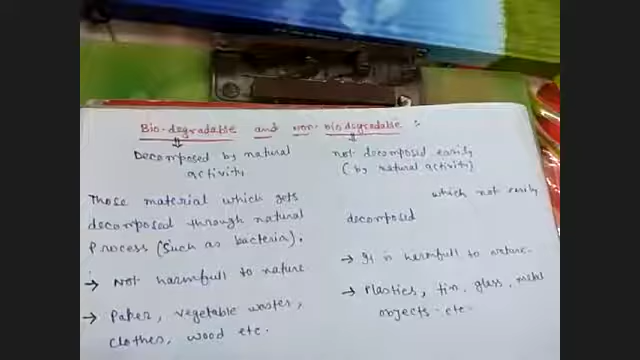 Bio-degradable and Non-biodegradable :
Decomposed by natural
activity
Those material which gets
decomposed through natural
Process (Such as bacteria).
→ Not harmfull to nature
→ Paper, vegetable wastes,
clothes, wood etc.
not decomposed easily
(by natural activity)
which not easily
decomposed
→ It is harmfull to nature.
→ Plastics, tin, glass, metal
objects etc.